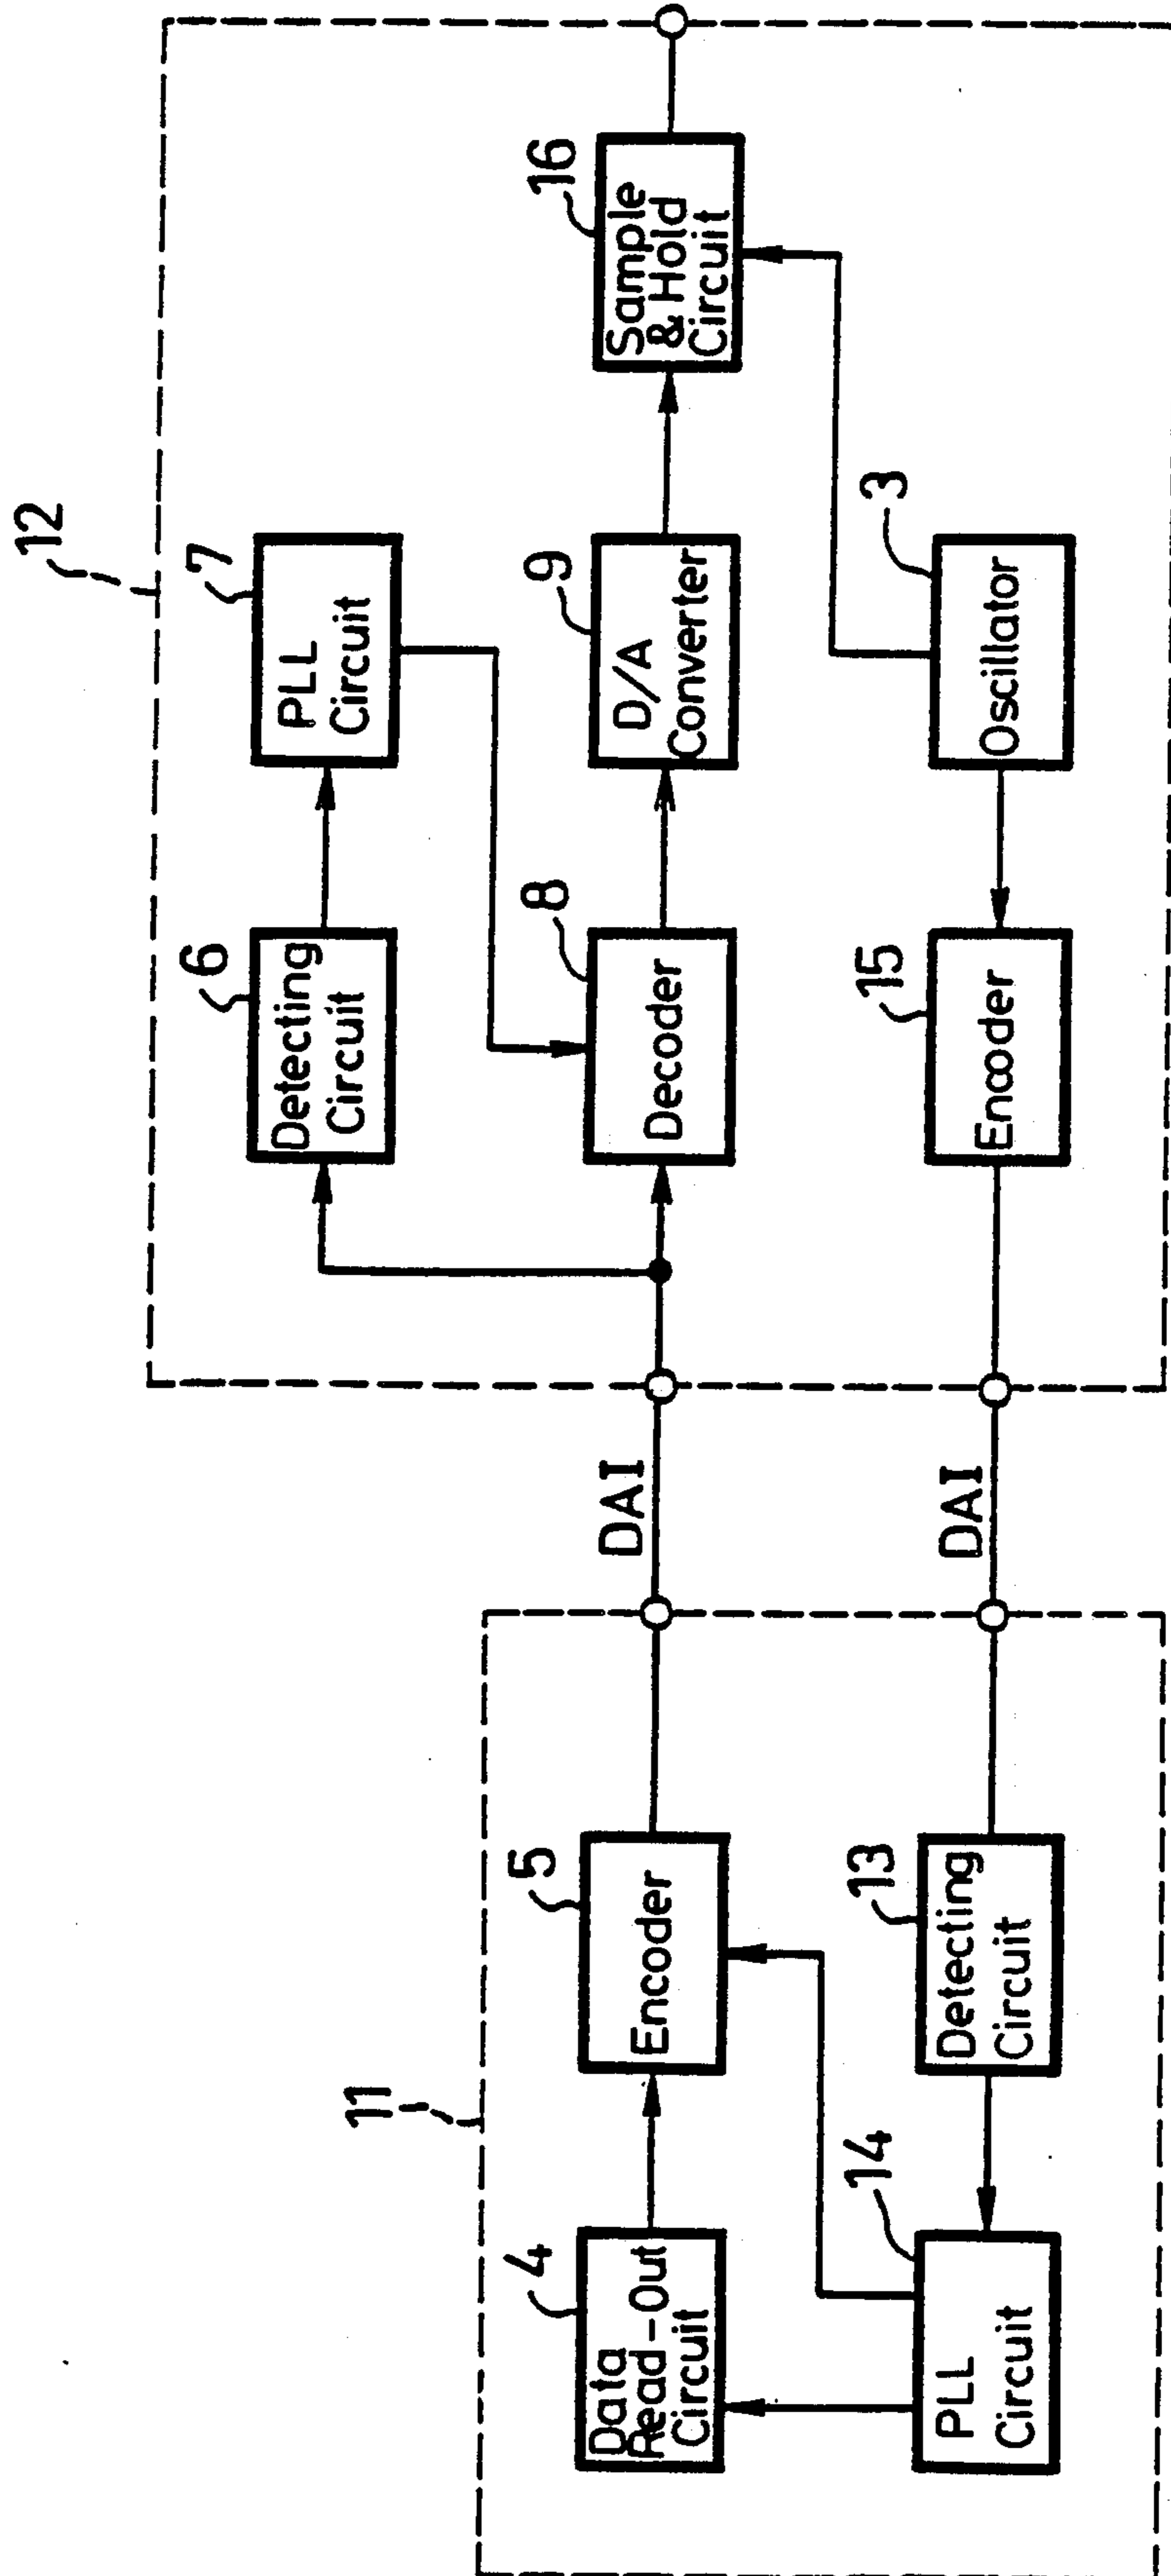 11
4
Data
Read-Out
Circuit
5
Encoder
14
PLL
Circuit
13
Detecting
Circuit
DAI
DAI
12
6
Detecting
Circuit
7
PLL
Circuit
8
Decoder
9
D/A
Converter
16
Sample
& Hold
Circuit
15
Encoder
3
Oscillator